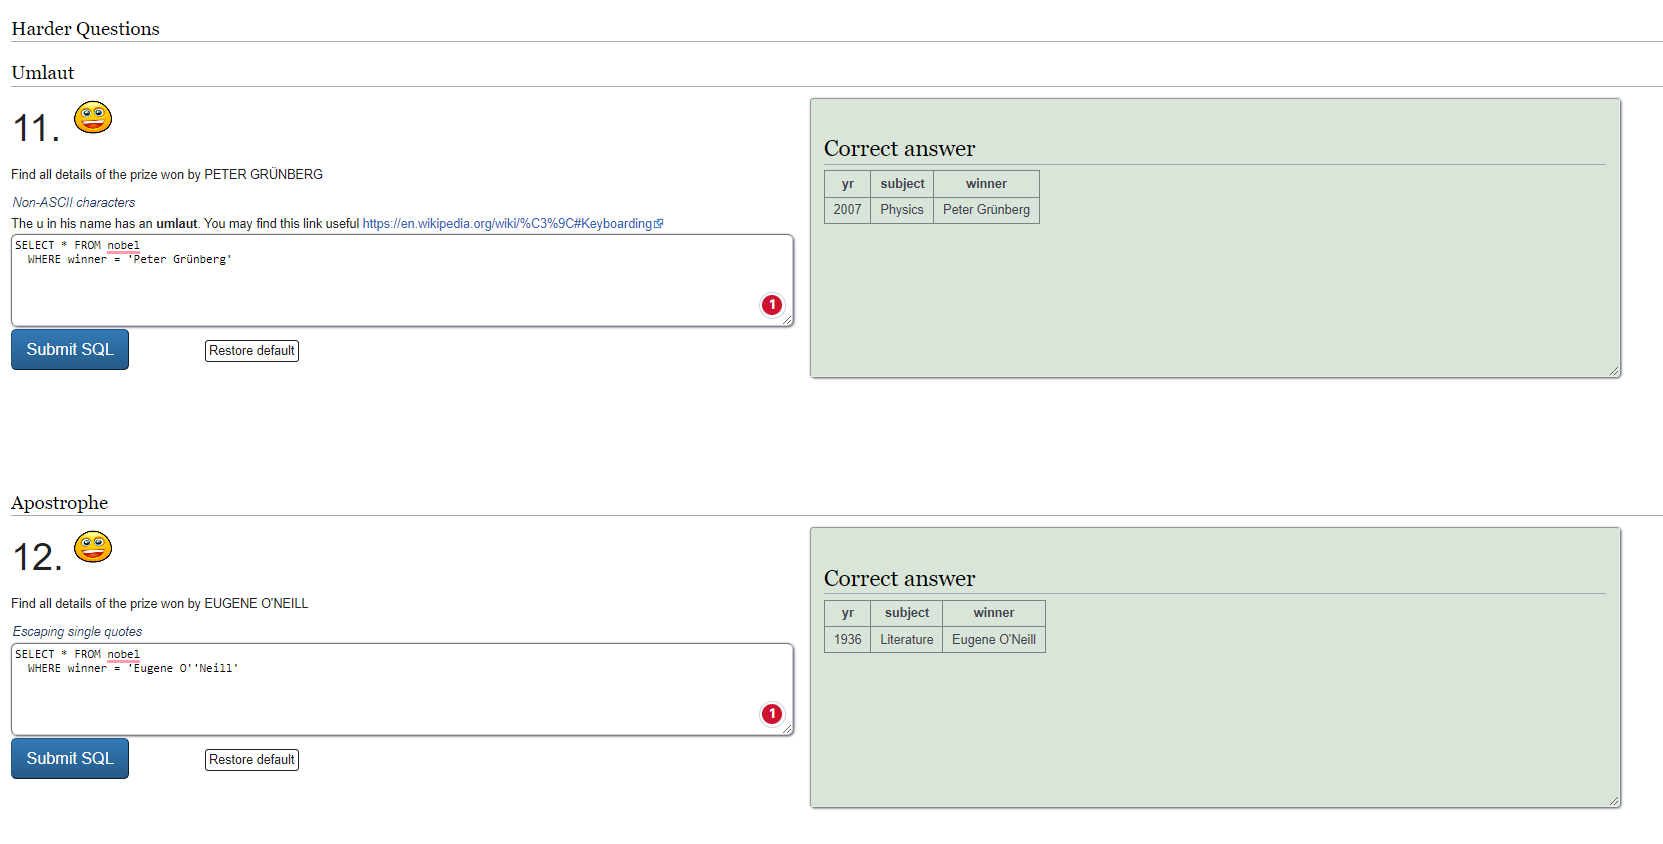 Harder Questions
Umlaut
11.
Find all details of the prize won by PETER GRÜNBERG
Non-ASCII characters
The u in his name has an umlaut. You may find this link useful https://en.wikipedia.org/wiki/%C3%9C#Keyboarding
SELECT * FROM nobel
WHERE winner = 'Peter Grünberg'
1
Submit SQL
Restore default
Correct answer
yr subject winner
2007 Physics Peter Grünberg
Apostrophe
12.
Find all details of the prize won by EUGENE O'NEILL
Escaping single quotes
SELECT * FROM nobel
WHERE winner = 'Eugene O''Neill'
1
Submit SQL
Restore default
Correct answer
yr subject winner
1936 Literature Eugene O'Neill